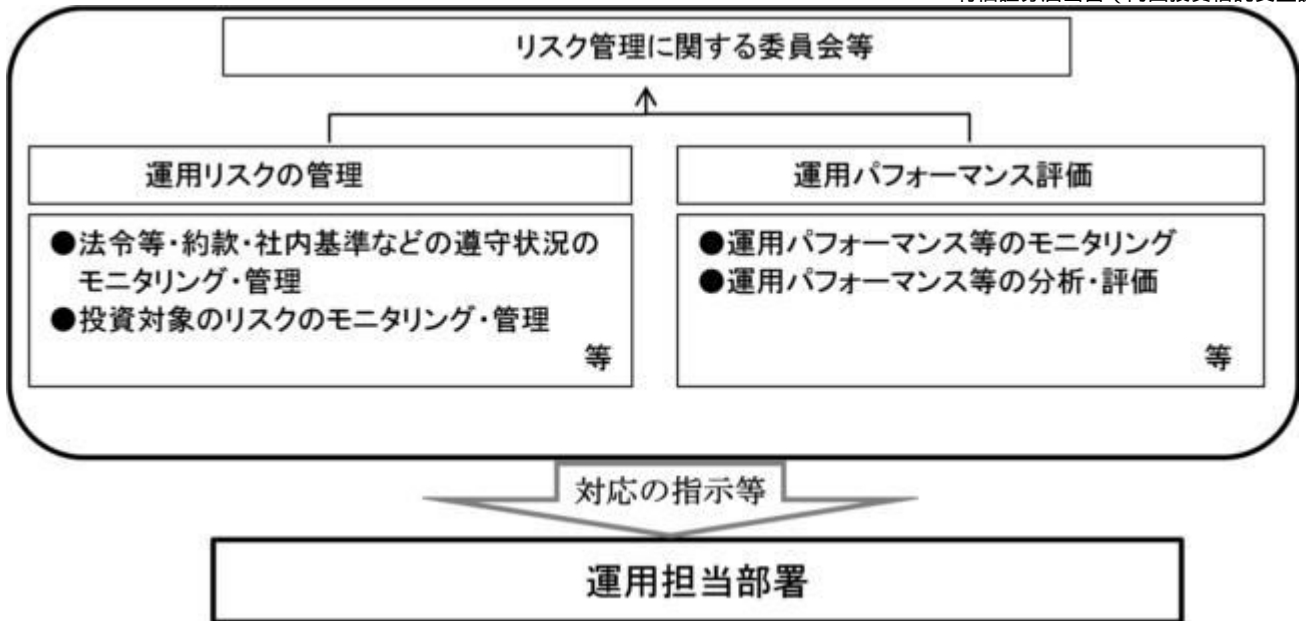 リスク管理に関する委員会等
運用リスクの管理
●法令等・約款・社内基準などの遵守状況の
モニタリング・管理
●投資対象のリスクのモニタリング・管理
等
運用パフォーマンス評価
●運用パフォーマンス等のモニタリング
●運用パフォーマンス等の分析・評価
等
対応の指示等
運用担当部署